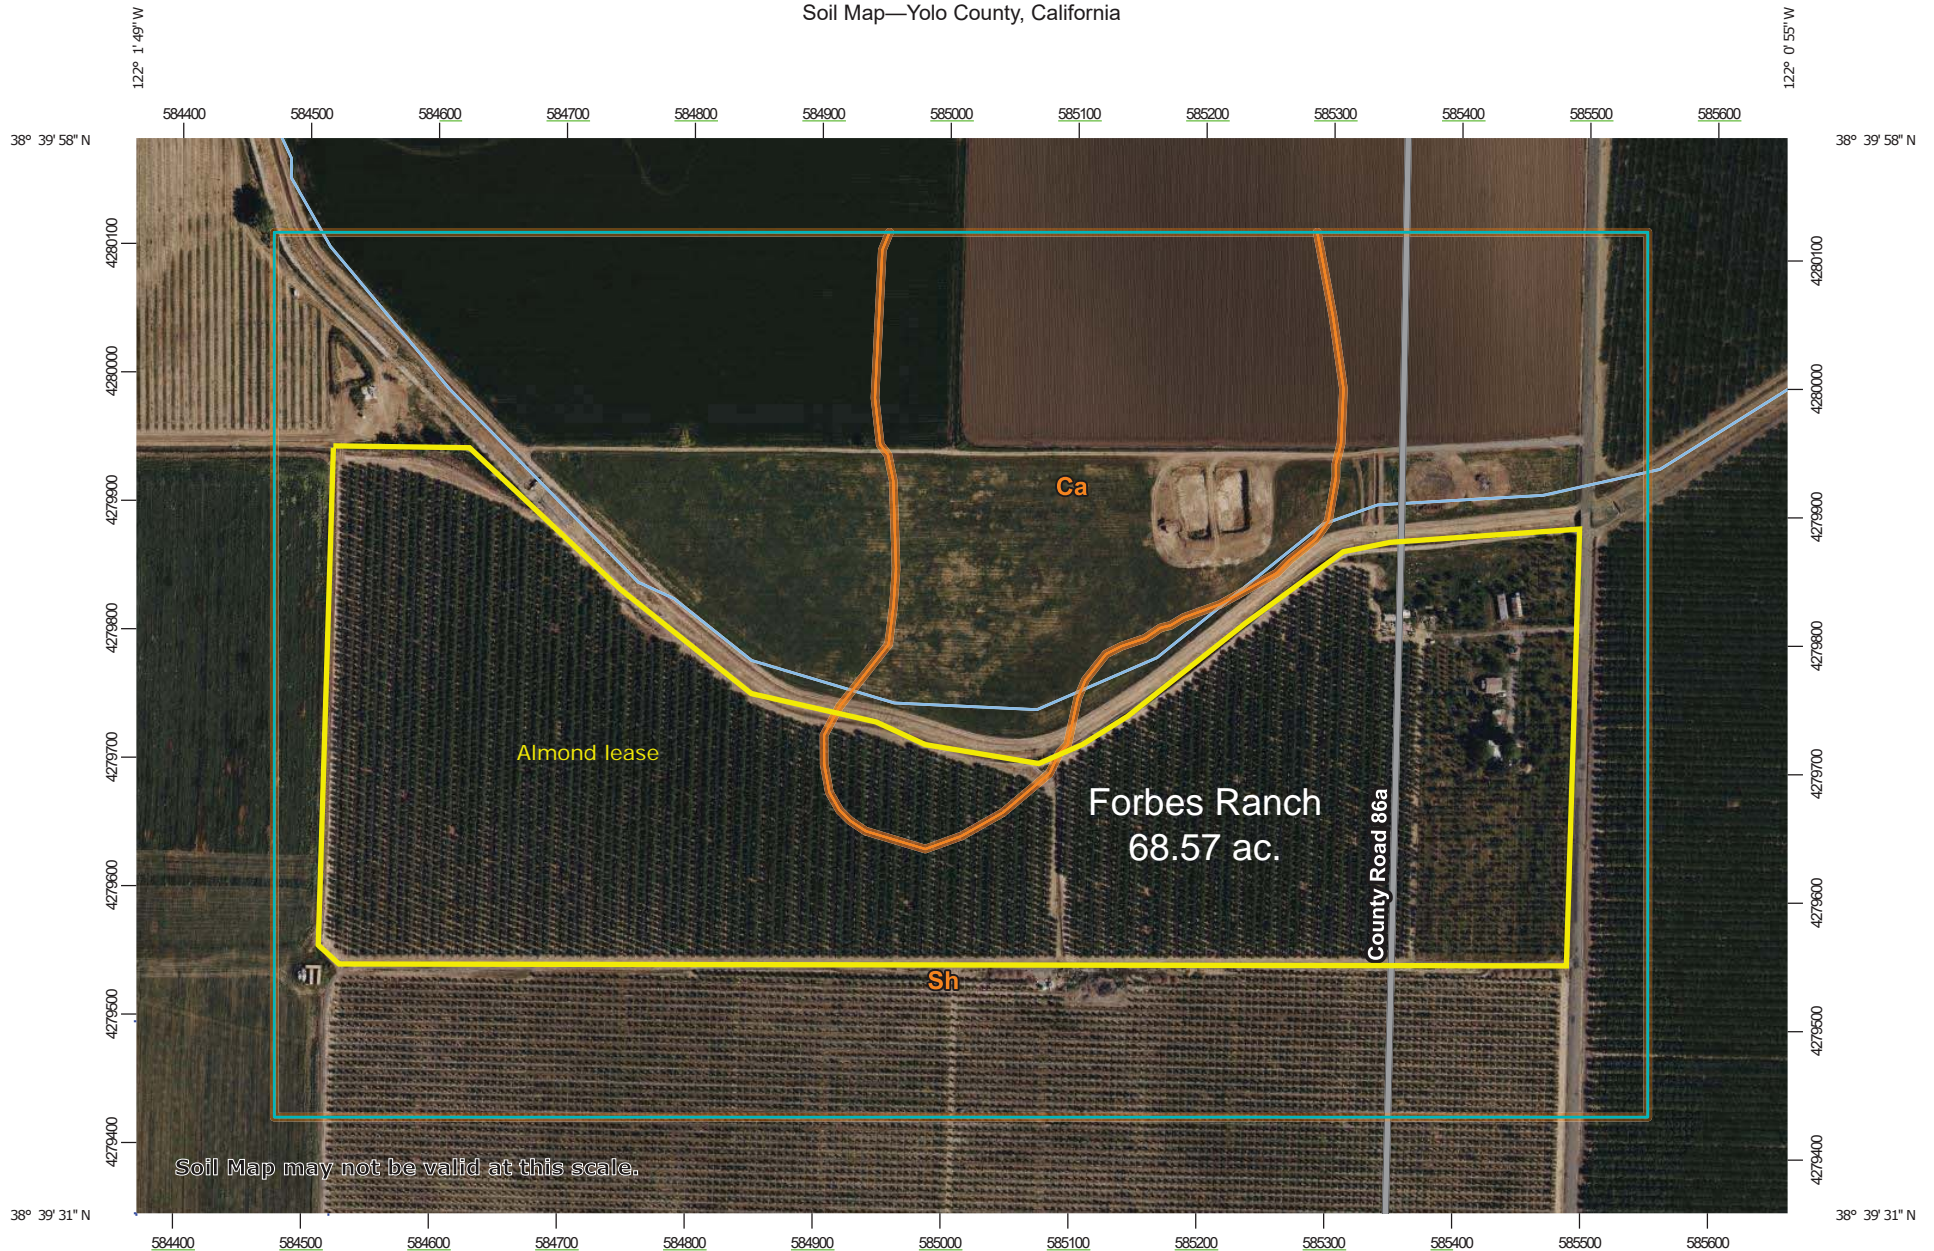 Soil Map—Yolo County, California
122° 1' 49" W
122° 0' 55" W
584400 584500 584600 584700 584800 584900 585000 585100 585200 585300 585400 585500 585600
38° 39' 58" N
38° 39' 58" N
4280100
4280100
4280000
4280000
Ca
4279900
4279900
4279800
4279800
Almond lease
4279700
4279700
Forbes Ranch
68.57 ac.
County Road 86a
4279600
4279600
Sh
4279500
4279500
4279400
4279400
Soil Map may not be valid at this scale.
38° 39' 31" N
38° 39' 31" N
584400 584500 584600 584700 584800 584900 585000 585100 585200 585300 585400 585500 585600